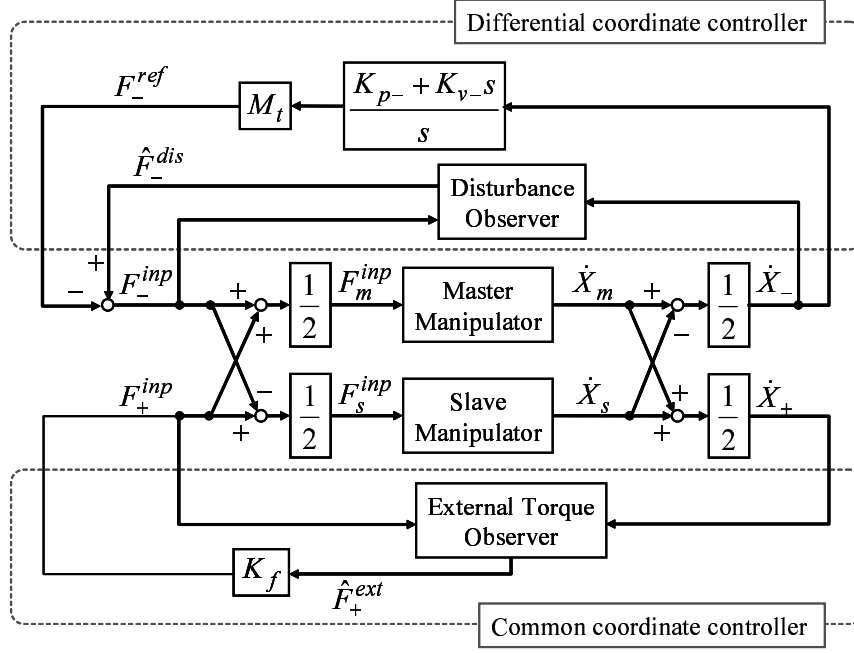 Differential coordinate controller
F_-^{ref}
M_t
K_{p-} + K_{v-}s
s
\hat{F}_-^{dis}
Disturbance
Observer
+
−
F_-^{inp}
+
+
1
2
F_m^{inp}
Master
Manipulator
\dot{X}_m
+
−
1
2
\dot{X}_-
F_+^{inp}
−
+
1
2
F_s^{inp}
Slave
Manipulator
\dot{X}_s
+
+
1
2
\dot{X}_+
External Torque
Observer
K_f
\hat{F}_+^{ext}
Common coordinate controller